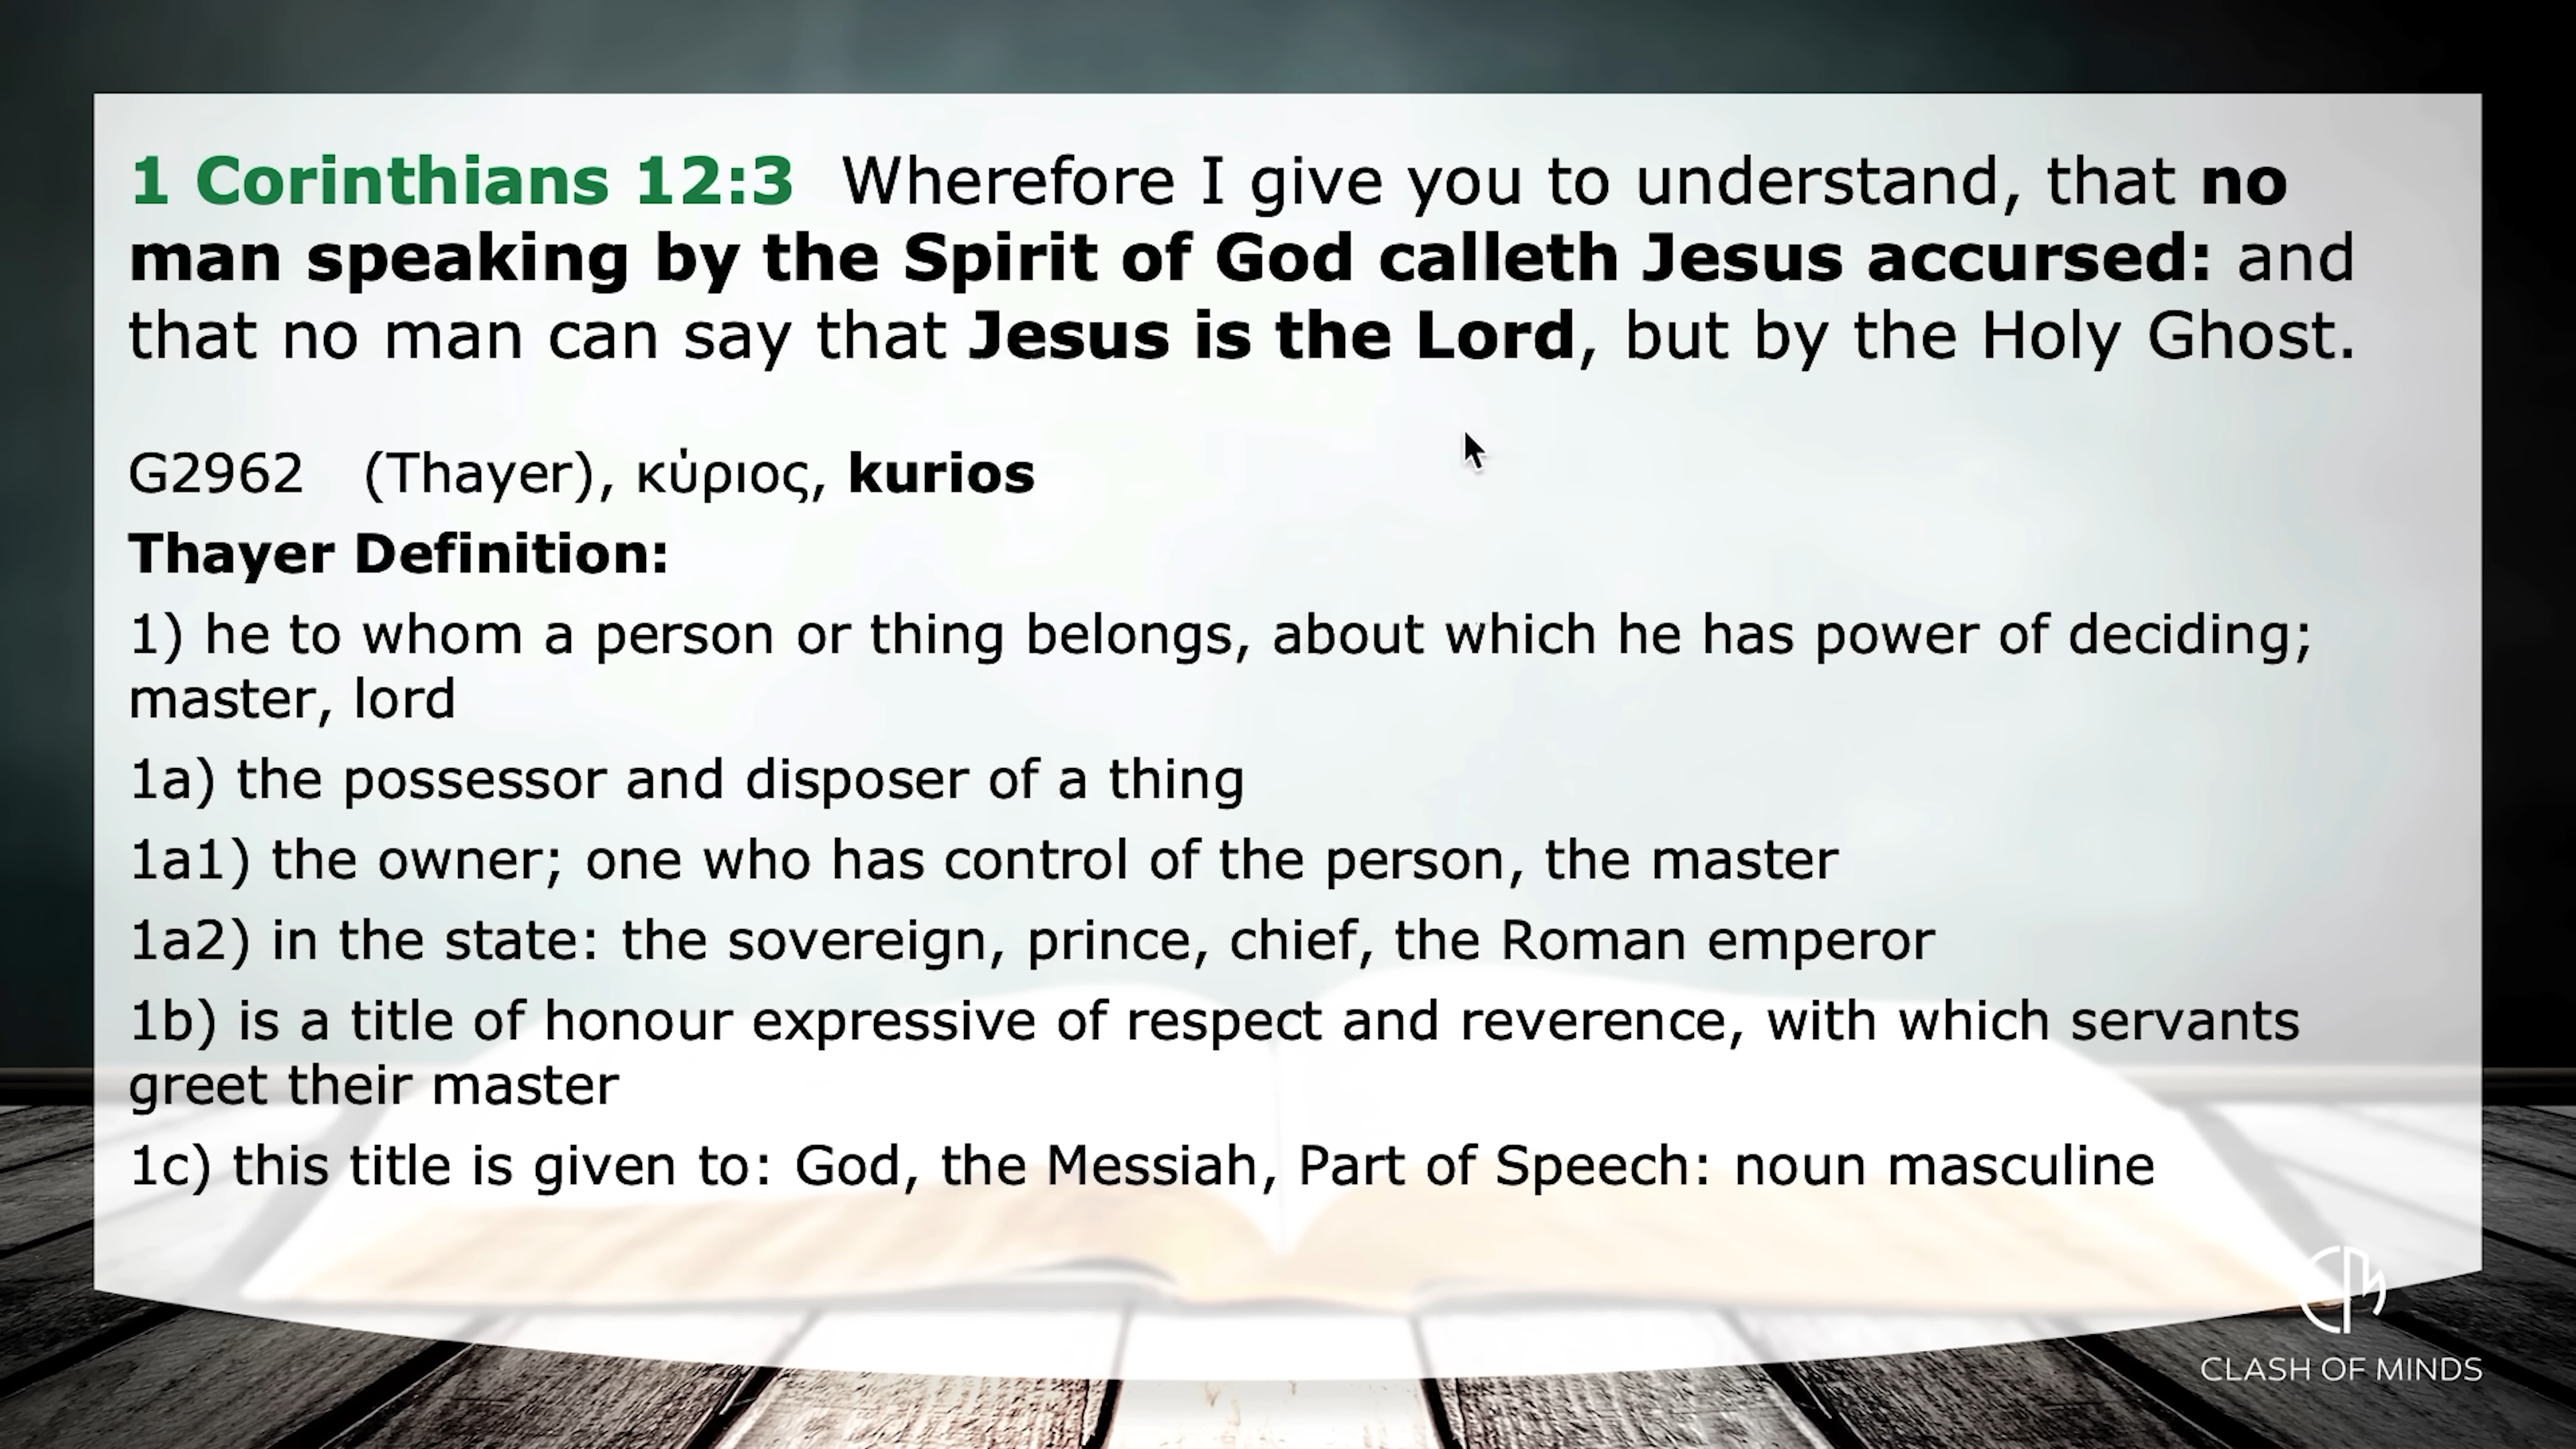 1 Corinthians 12:3 Wherefore I give you to understand, that no
man speaking by the Spirit of God calleth Jesus accursed: and
that no man can say that Jesus is the Lord, but by the Holy Ghost.
G2962 (Thayer), κὐριος, kurios
Thayer Definition:
1) he to whom a person or thing belongs, about which he has power of deciding;
master, lord
1a) the possessor and disposer of a thing
1a1) the owner; one who has control of the person, the master
1a2) in the state: the sovereign, prince, chief, the Roman emperor
1b) is a title of honour expressive of respect and reverence, with which servants
greet their master
1c) this title is given to: God, the Messiah, Part of Speech: noun masculine
CLASH OF MINDS